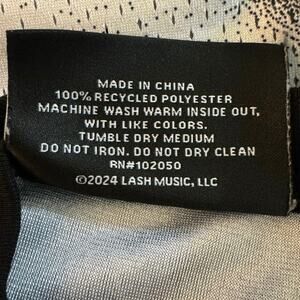 MADE IN CHINA
100% RECYCLED POLYESTER
MACHINE WASH WARM INSIDE OUT,
WITH LIKE COLORS.
TUMBLE DRY MEDIUM
DO NOT IRON. DO NOT DRY CLEAN
RN#102050
©2024 LASH MUSIC, LLC